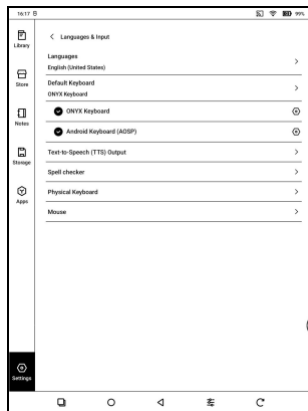 16:17
99%
Library
Store
Notes
Storage
Apps
Settings
Languages & Input
Languages
English (United States)
Default Keyboard
ONYX Keyboard
ONYX Keyboard
Android Keyboard (AOSP)
Text-to-Speech (TTS) Output
Spell checker
Physical Keyboard
Mouse